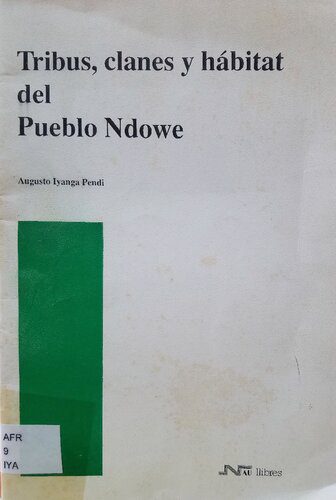 Tribus, clanes y hábitat
del
Pueblo Ndowe
Augusto Iyanga Pendi
AFR
9
IYA
NAU llibres